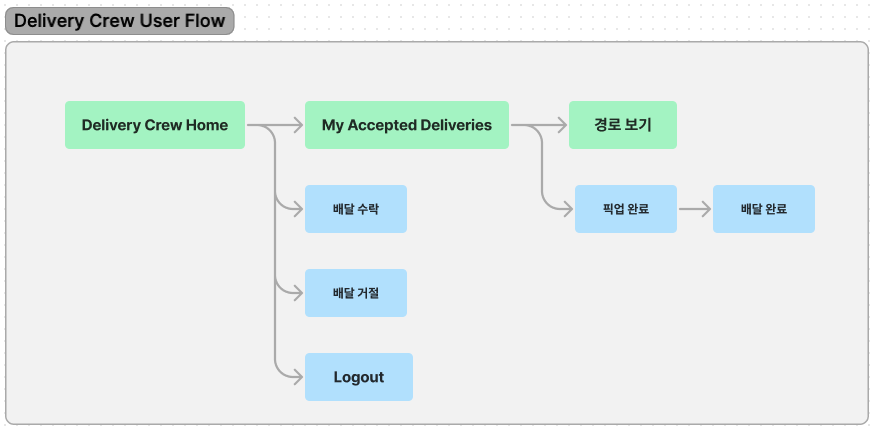 Delivery Crew User Flow
Delivery Crew Home
My Accepted Deliveries
경로 보기
배달 수락
픽업 완료
배달 완료
배달 거절
Logout